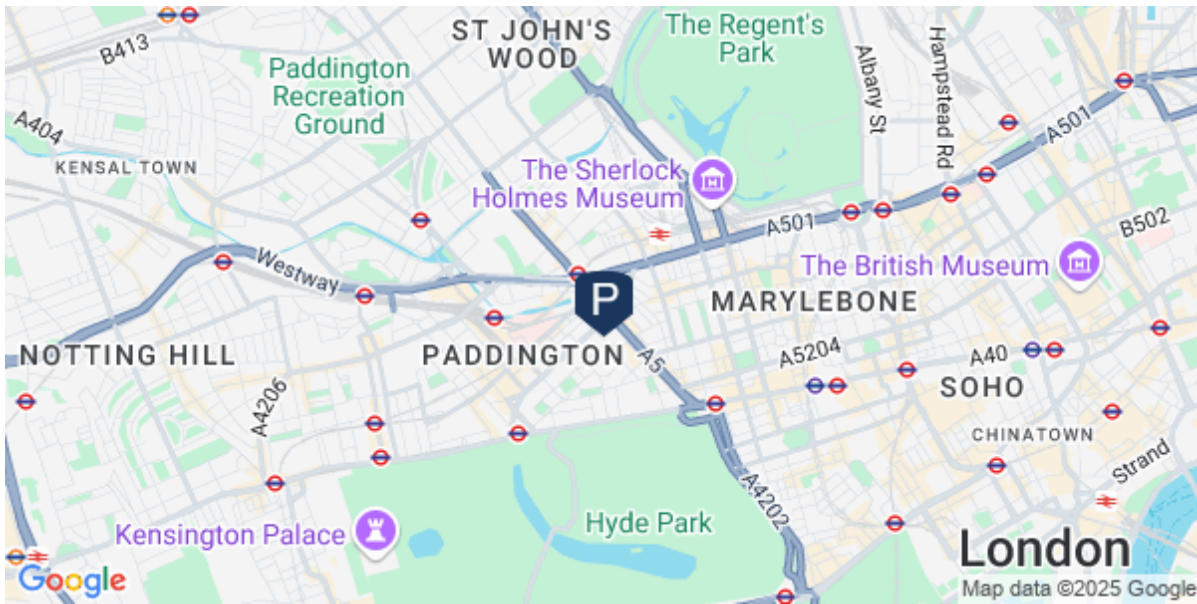 B413
ST JOHN'S
WOOD
The Regent's
Park
Paddington
Recreation
Ground
Albany St
Hampstead Rd
A404
A501
KENSAL TOWN
The Sherlock
Holmes Museum
A501
B502
Westway
The British Museum
P
MARYLEBONE
NOTTING HILL
PADDINGTON
A5
A5204
A40
SOHO
A4206
CHINATOWN
Strand
A4202
Kensington Palace
Hyde Park
London
Google
Map data ©2025 Google